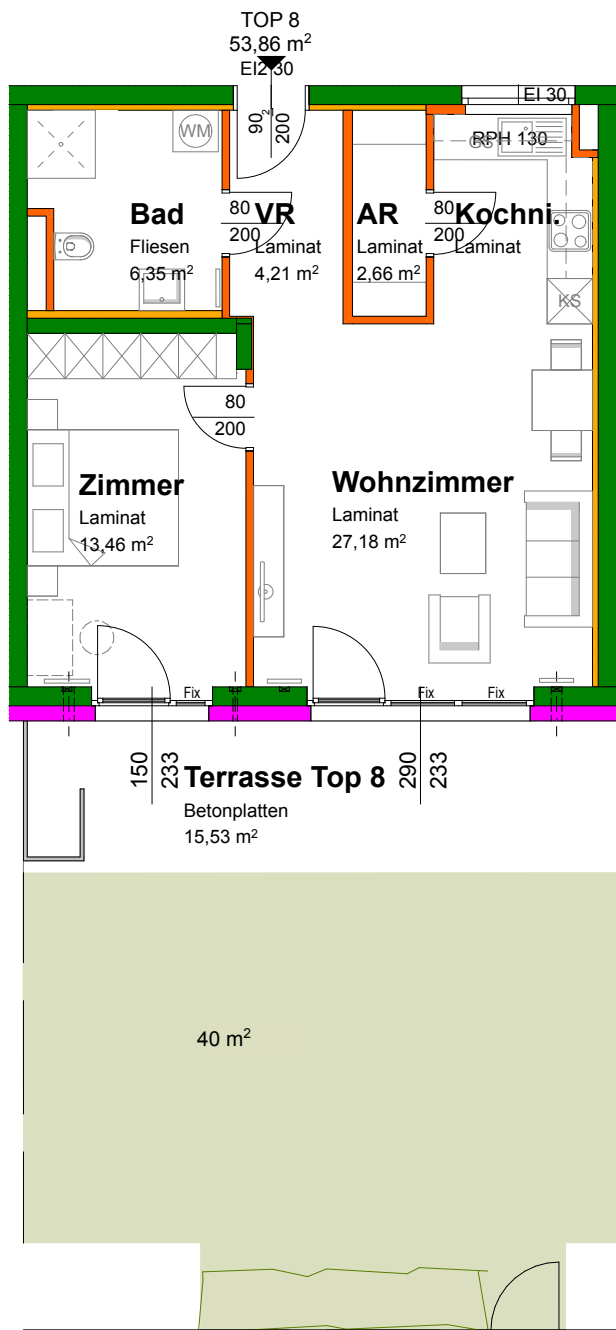 TOP 8
53,86 m²
EI2 30
EI 30
90 2
200
WM
GS
RPH 130
Bad
Fliesen
6,35 m²
80
200
VR
Laminat
4,21 m²
AR
Laminat
2,66 m²
80
200
Kochni.
Laminat
KS
80
200
Zimmer
Laminat
13,46 m²
Wohnzimmer
Laminat
27,18 m²
Fix
Fix
Fix
150
233
290
233
Terrasse Top 8
Betonplatten
15,53 m²
40 m²